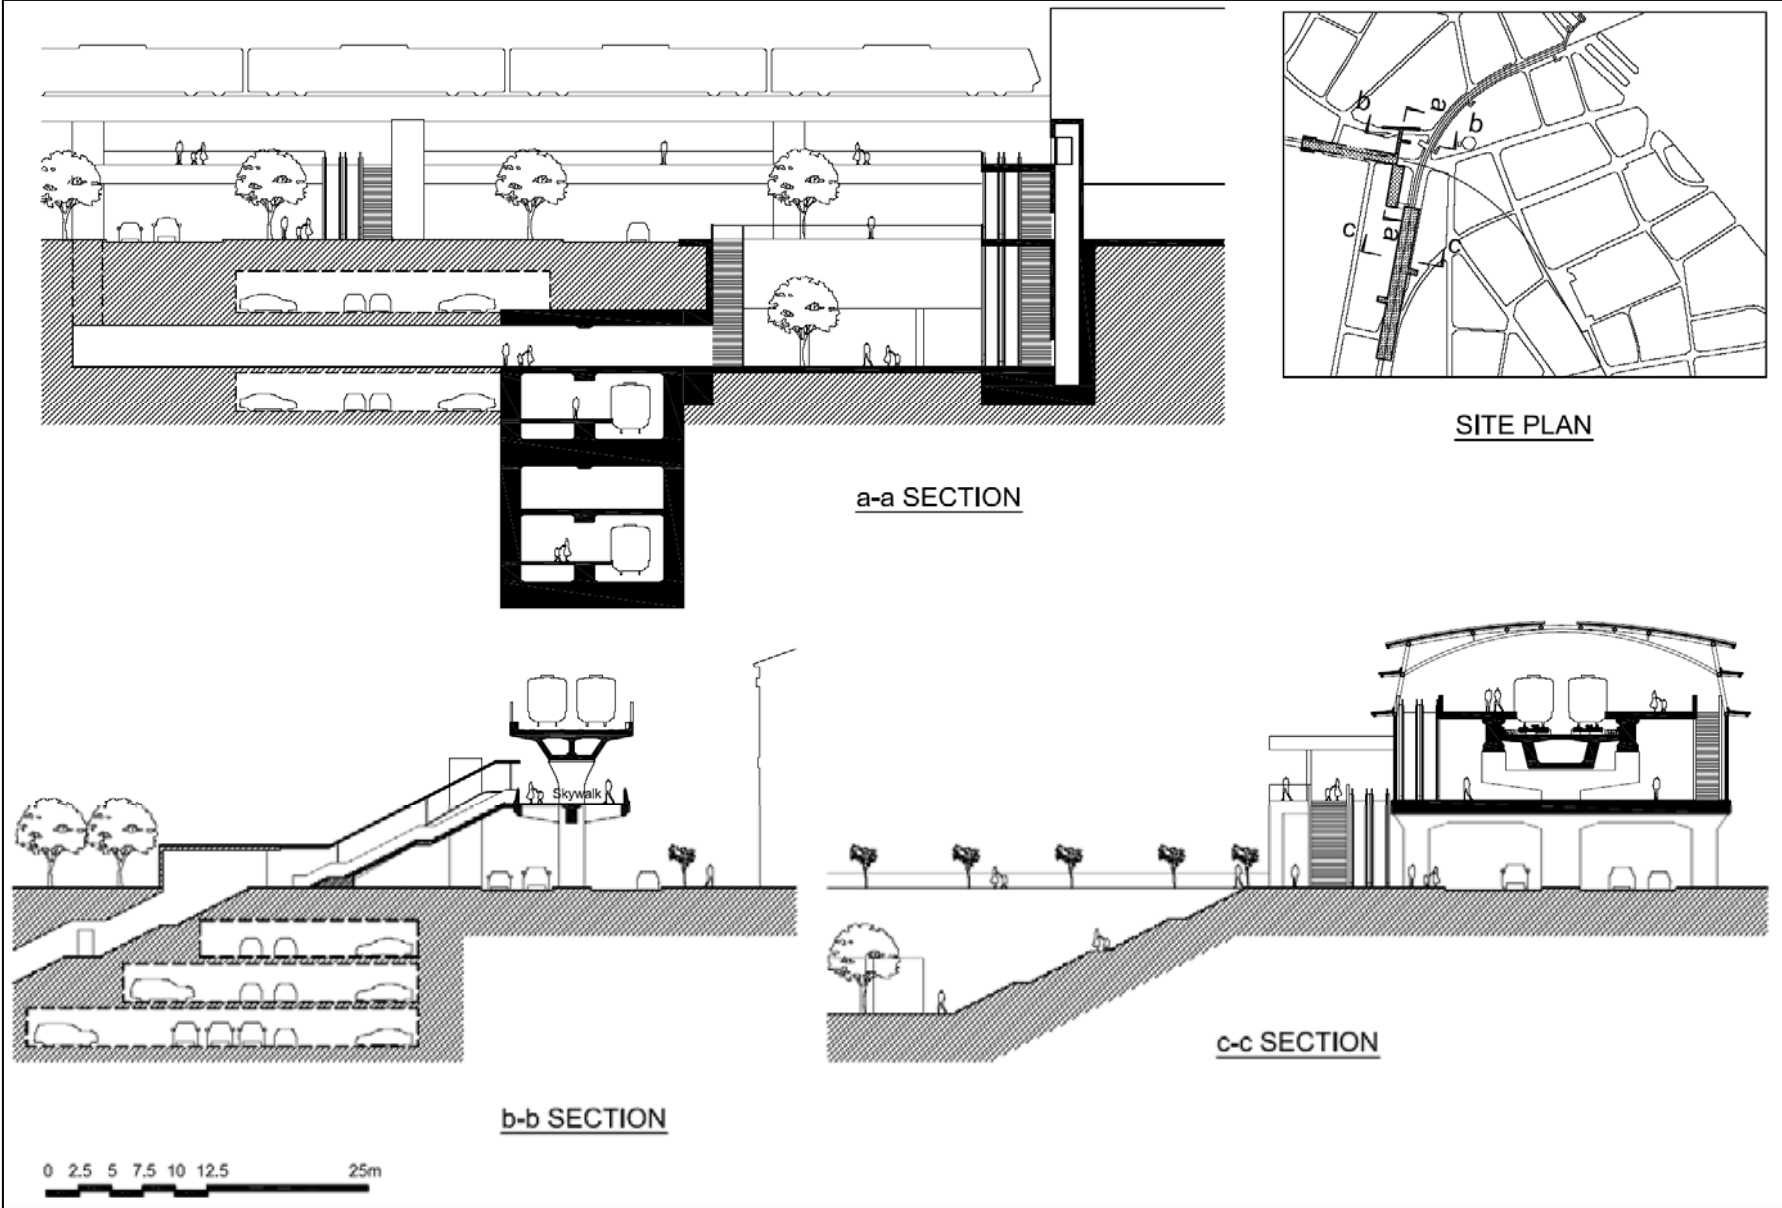 b
a
b
c
a
c
SITE PLAN
a-a SECTION
Skywalk
c-c SECTION
b-b SECTION
0 2.5 5 7.5 10 12.5 25m